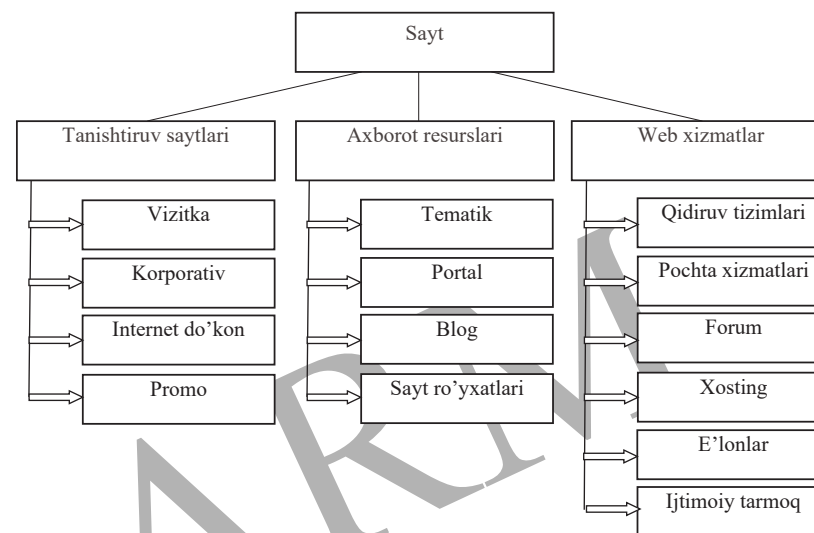 Sayt
Tanishtiruv saytlari
Vizitka
Korporativ
Internet do’kon
Promo
Axborot resurslari
Tematik
Portal
Blog
Sayt ro’yxatlari
Web xizmatlar
Qidiruv tizimlari
Pochta xizmatlari
Forum
Xosting
E’lonlar
Ijtimoiy tarmoq
ARM